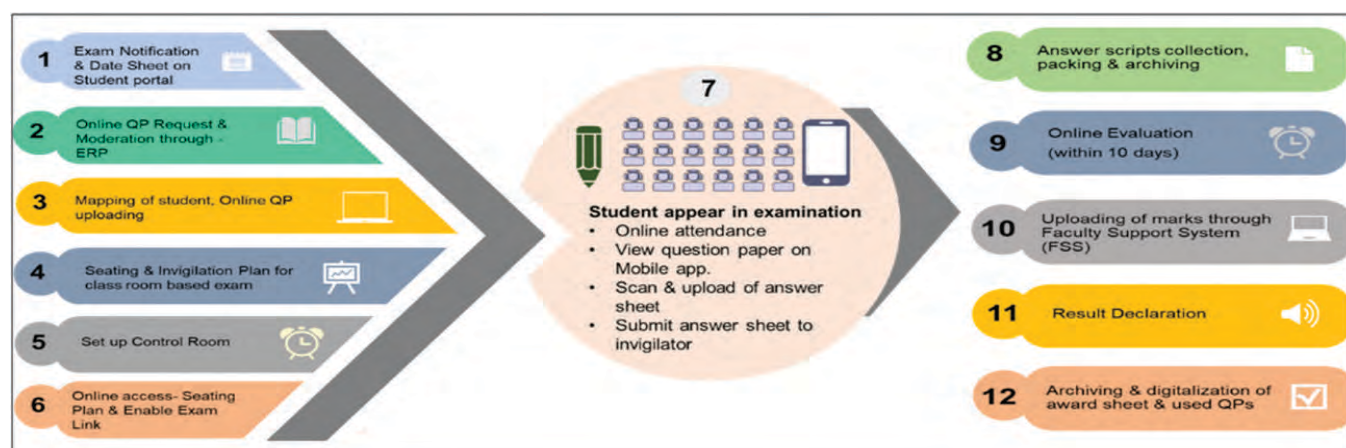 1
Exam Notification
& Date Sheet on
Student portal
2
Online QP Request &
Moderation through -
ERP
3
Mapping of student, Online QP
uploading
4
Seating & Invigilation Plan for
class room based exam
5
Set up Control Room
6
Online access- Seating
Plan & Enable Exam
Link
7
Student appear in examination
• Online attendance
• View question paper on
Mobile app.
• Scan & upload of answer
sheet
• Submit answer sheet to
invigilator
8
Answer scripts collection,
packing & archiving
9
Online Evaluation
(within 10 days)
10
Uploading of marks through
Faculty Support System
(FSS)
11
Result Declaration
12
Archiving & digitalization of
award sheet & used QPs